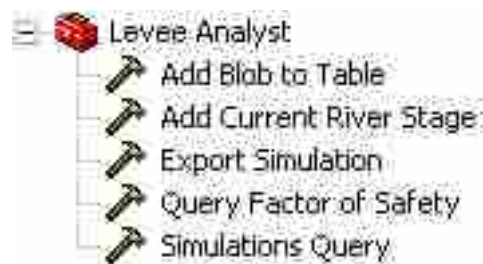 Levee Analyst
Add Blob to Table
Add Current River Stage
Export Simulation
Query Factor of Safety
Simulations Query